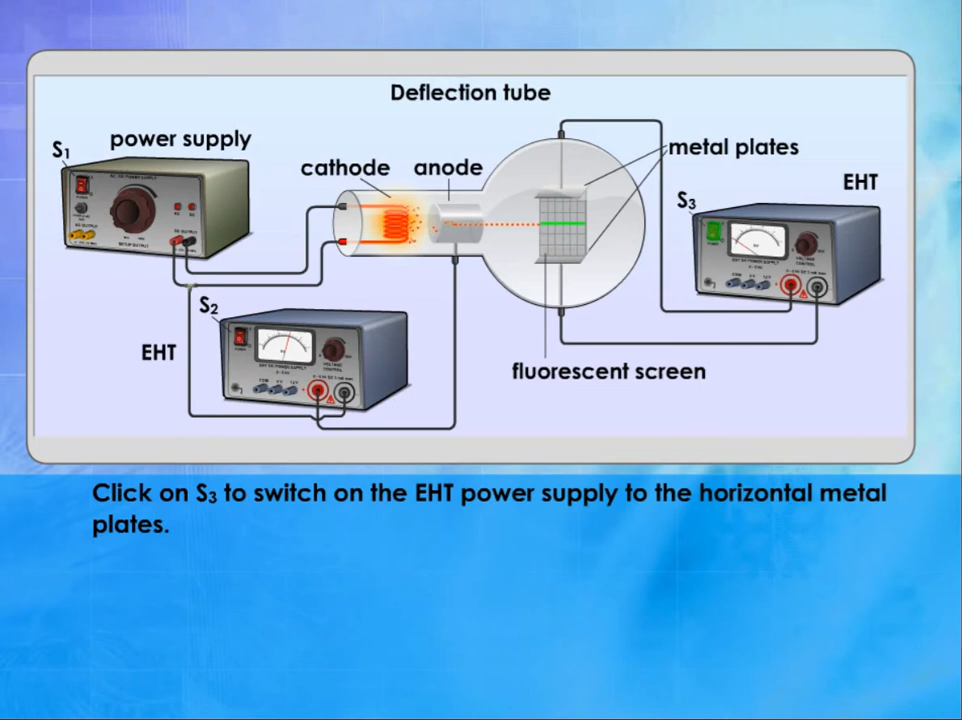 Deflection tube
S₁
power supply
cathode
anode
metal plates
EHT
S₃
S₂
EHT
fluorescent screen
Click on S₃ to switch on the EHT power supply to the horizontal metal
plates.